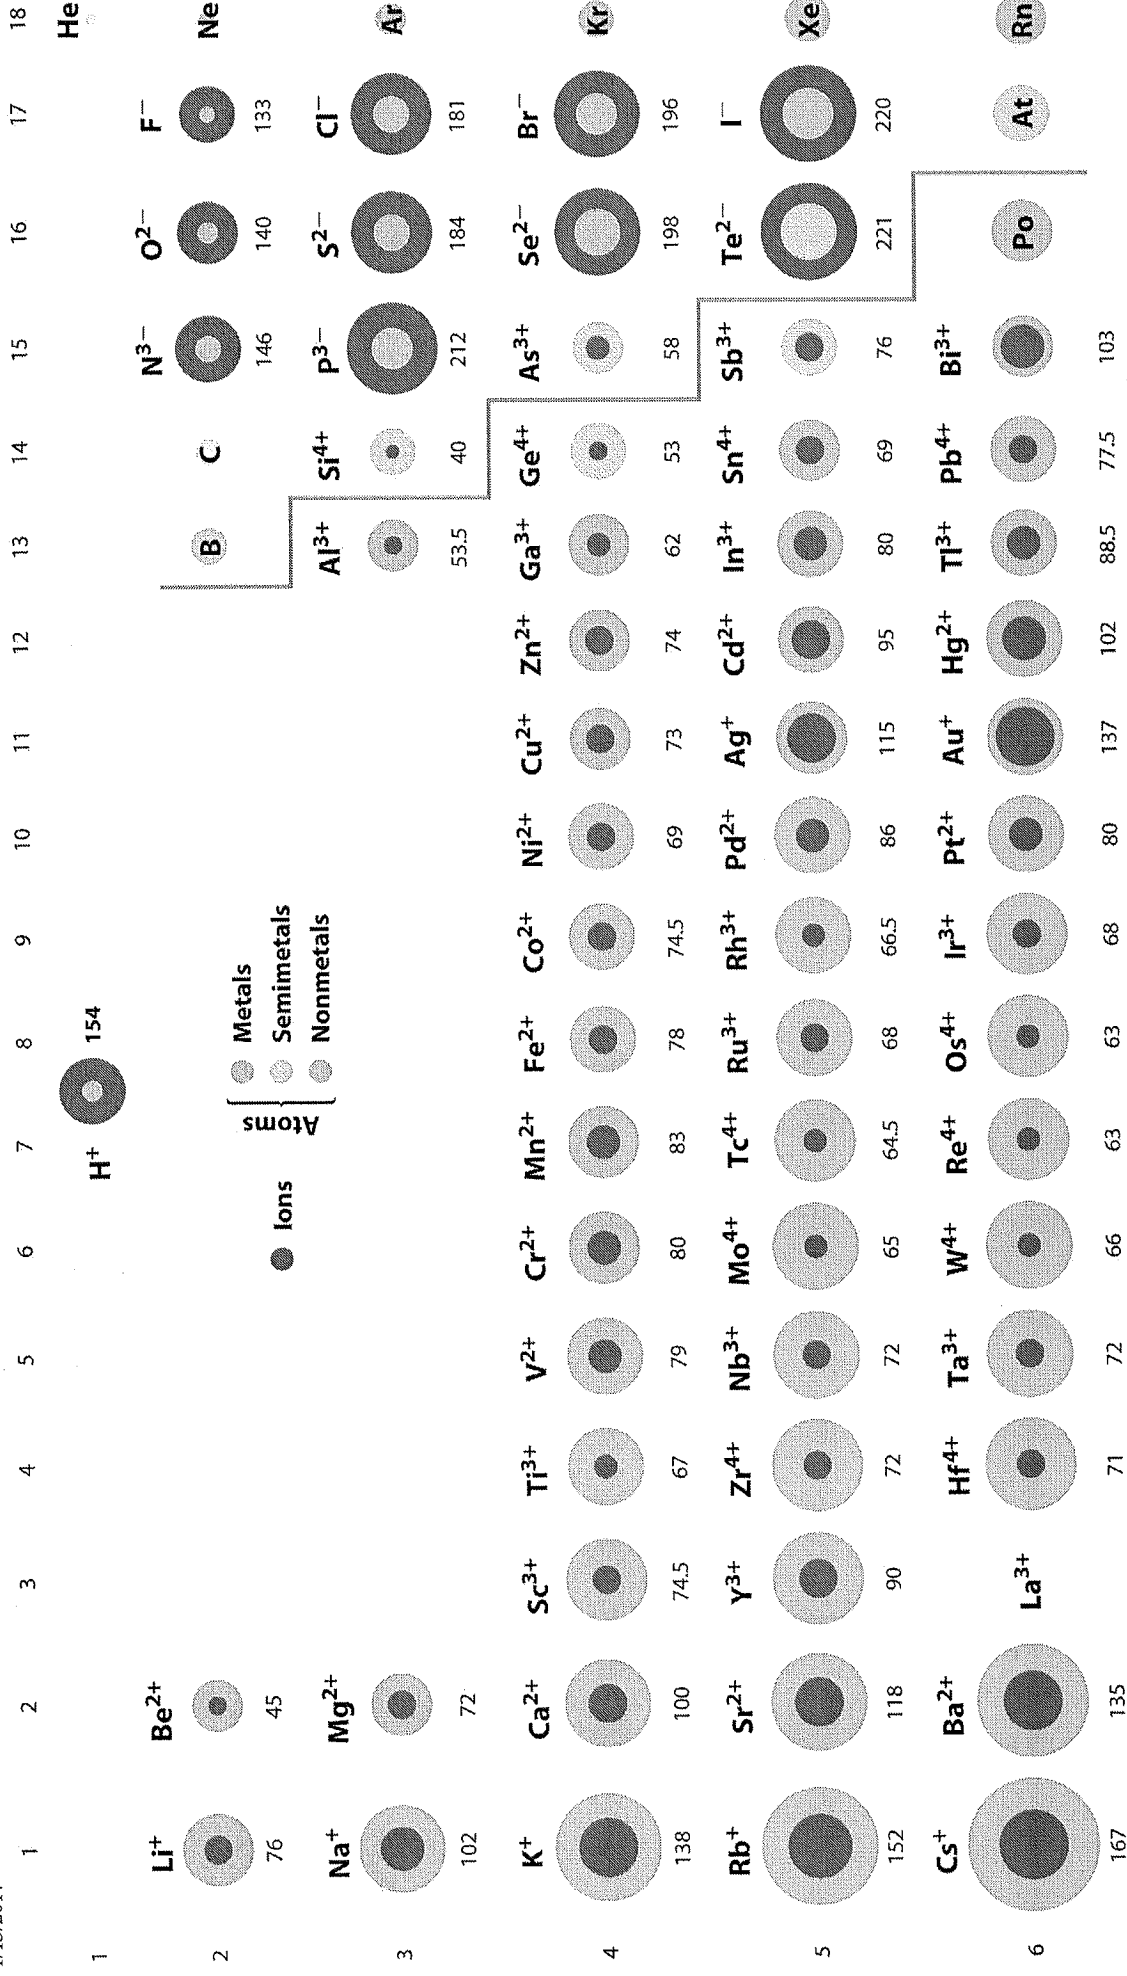 1 2 3 4 5 6 7 8 9 10 11 12 13 14 15 16 17 18
1 H⁺ 154 He
2 Li⁺ Be²⁺ B C N³⁻ O²⁻ F⁻ Ne
76 45 146 140 133
Ions
Atoms
Metals
Semimetals
Nonmetals
3 Na⁺ Mg²⁺ Al³⁺ Si⁴⁺ P³⁻ S²⁻ Cl⁻ Ar
102 72 53.5 40 212 184 181
4 K⁺ Ca²⁺ Sc³⁺ Ti³⁺ V²⁺ Cr²⁺ Mn²⁺ Fe²⁺ Co²⁺ Ni²⁺ Cu²⁺ Zn²⁺ Ga³⁺ Ge⁴⁺ As³⁺ Se²⁻ Br⁻ Kr
138 100 74.5 67 79 80 83 78 74.5 69 73 74 62 53 58 198 196
5 Rb⁺ Sr²⁺ Y³⁺ Zr⁴⁺ Nb³⁺ Mo⁴⁺ Tc⁴⁺ Ru³⁺ Rh³⁺ Pd²⁺ Ag⁺ Cd²⁺ In³⁺ Sn⁴⁺ Sb³⁺ Te²⁻ I⁻ Xe
152 118 90 72 72 65 64.5 68 66.5 86 115 95 80 69 76 221 220
6 Cs⁺ Ba²⁺ La³⁺ Hf⁴⁺ Ta³⁺ W⁴⁺ Re⁴⁺ Os⁴⁺ Ir³⁺ Pt²⁺ Au⁺ Hg²⁺ Tl³⁺ Pb⁴⁺ Bi³⁺ Po At Rn
167 135 71 72 66 63 63 68 80 137 102 88.5 77.5 103